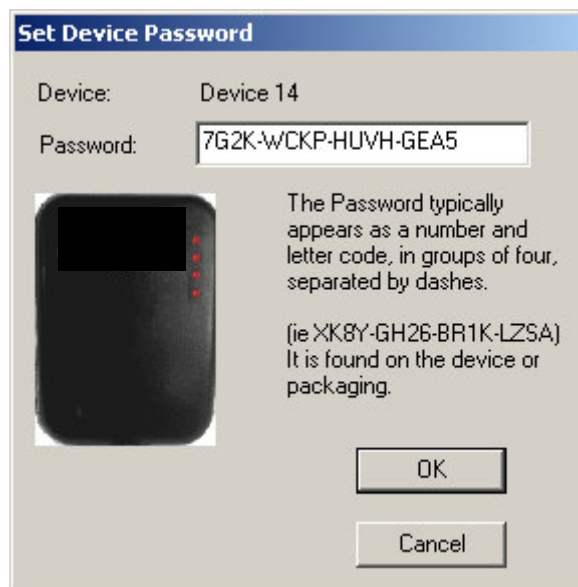 Set Device Password
Device: Device 14
Password: 7G2K-WCKP-HUVH-GEA5
The Password typically
appears as a number and
letter code, in groups of four,
separated by dashes.
(ie XK8Y-GH26-BR1K-LZSA)
It is found on the device or
packaging.
OK
Cancel